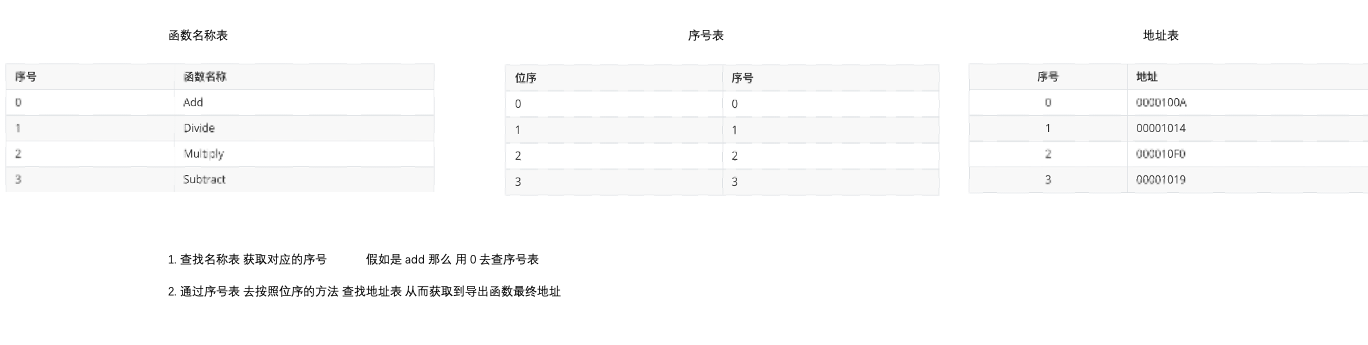 函数名称表 序号表 地址表
序号 函数名称 位序 序号 序号 地址
0 Add 0 0 0 0000100A
1 Divide 1 1 1 00001014
2 Multiply 2 2 2 000010F0
3 Subtract 3 3 3 00001019
1. 查找名称表 获取对应的序号 假如是 add 那么 用 0 去查序号表
2. 通过序号表 去按照位序的方法 查找地址表 从而获取到导出函数最终地址